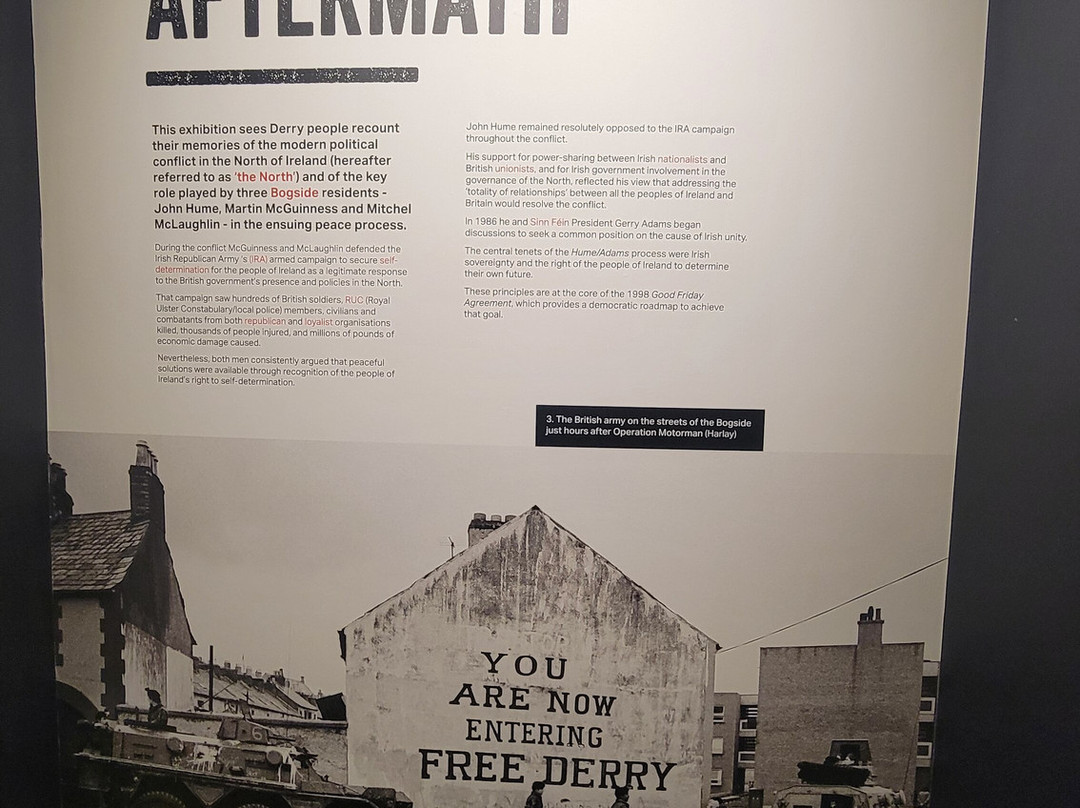 AFTERMATH
This exhibition sees Derry people recount
their memories of the modern political
conflict in the North of Ireland (hereafter
referred to as 'the North') and of the key
role played by three Bogside residents -
John Hume, Martin McGuinness and Mitchel
McLaughlin - in the ensuing peace process.
During the conflict McGuinness and McLaughlin defended the
Irish Republican Army 's (IRA) armed campaign to secure self-
determination for the people of Ireland as a legitimate response
to the British government's presence and policies in the North.
That campaign saw hundreds of British soldiers, RUC (Royal
Ulster Constabulary/local police) members, civilians and
combatants from both republican and loyalist organisations
killed, thousands of people injured, and millions of pounds of
economic damage caused.
Nevertheless, both men consistently argued that peaceful
solutions were available through recognition of the people of
Ireland's right to self-determination.
John Hume remained resolutely opposed to the IRA campaign
throughout the conflict.
His support for power-sharing between Irish nationalists and
British unionists, and for Irish government involvement in the
governance of the North, reflected his view that addressing the
'totality of relationships' between all the peoples of Ireland and
Britain would resolve the conflict.
In 1986 he and Sinn Féin President Gerry Adams began
discussions to seek a common position on the cause of Irish unity.
The central tenets of the Hume/Adams process were Irish
sovereignty and the right of the people of Ireland to determine
their own future.
These principles are at the core of the 1998 Good Friday
Agreement, which provides a democratic roadmap to achieve
that goal.
3. The British army on the streets of the Bogside
just hours after Operation Motorman (Harlay)
YOU
ARE NOW
ENTERING
FREE DERRY